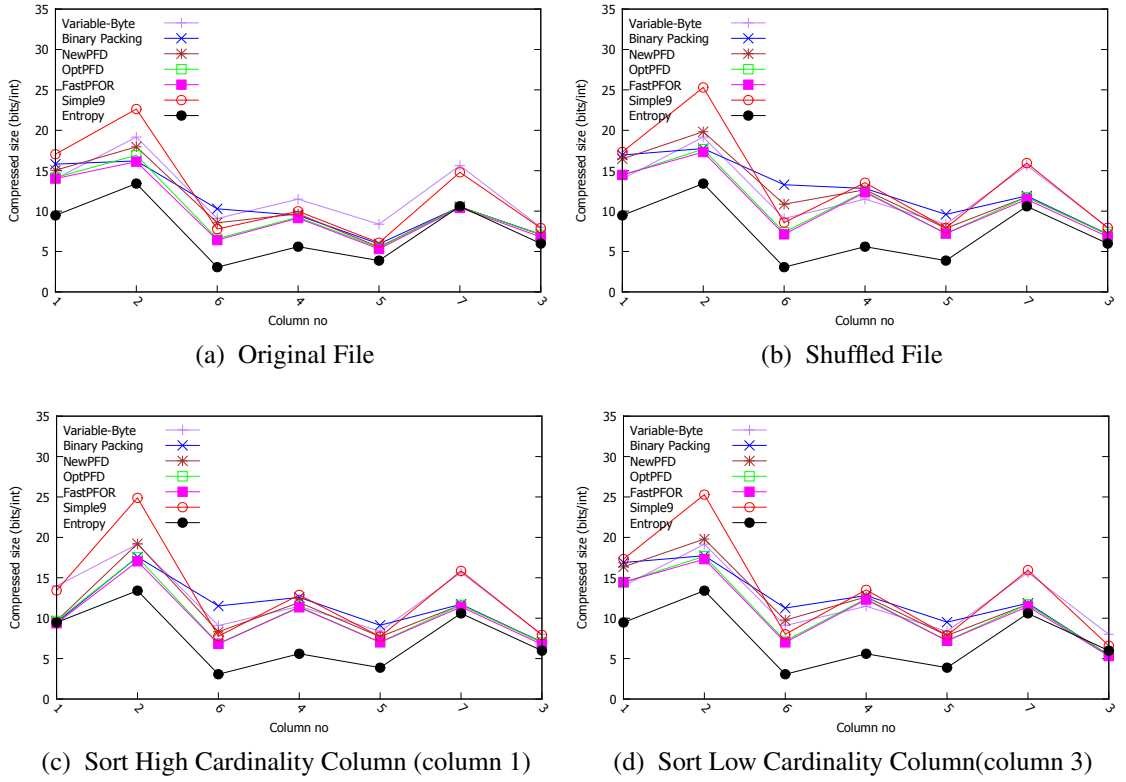 35
30
25
20
15
10
5
0
Compressed size (bits/int)
Variable-Byte
Binary Packing
NewPFD
OptPFD
FastPFOR
Simple9
Entropy
1 2 6 4 5 7 3
Column no
(a) Original File
35
30
25
20
15
10
5
0
Compressed size (bits/int)
Variable-Byte
Binary Packing
NewPFD
OptPFD
FastPFOR
Simple9
Entropy
1 2 6 4 5 7 3
Column no
(b) Shuffled File
35
30
25
20
15
10
5
0
Compressed size (bits/int)
Variable-Byte
Binary Packing
NewPFD
OptPFD
FastPFOR
Simple9
Entropy
1 2 6 4 5 7 3
Column no
(c) Sort High Cardinality Column (column 1)
35
30
25
20
15
10
5
0
Compressed size (bits/int)
Variable-Byte
Binary Packing
NewPFD
OptPFD
FastPFOR
Simple9
Entropy
1 2 6 4 5 7 3
Column no
(d) Sort Low Cardinality Column(column 3)